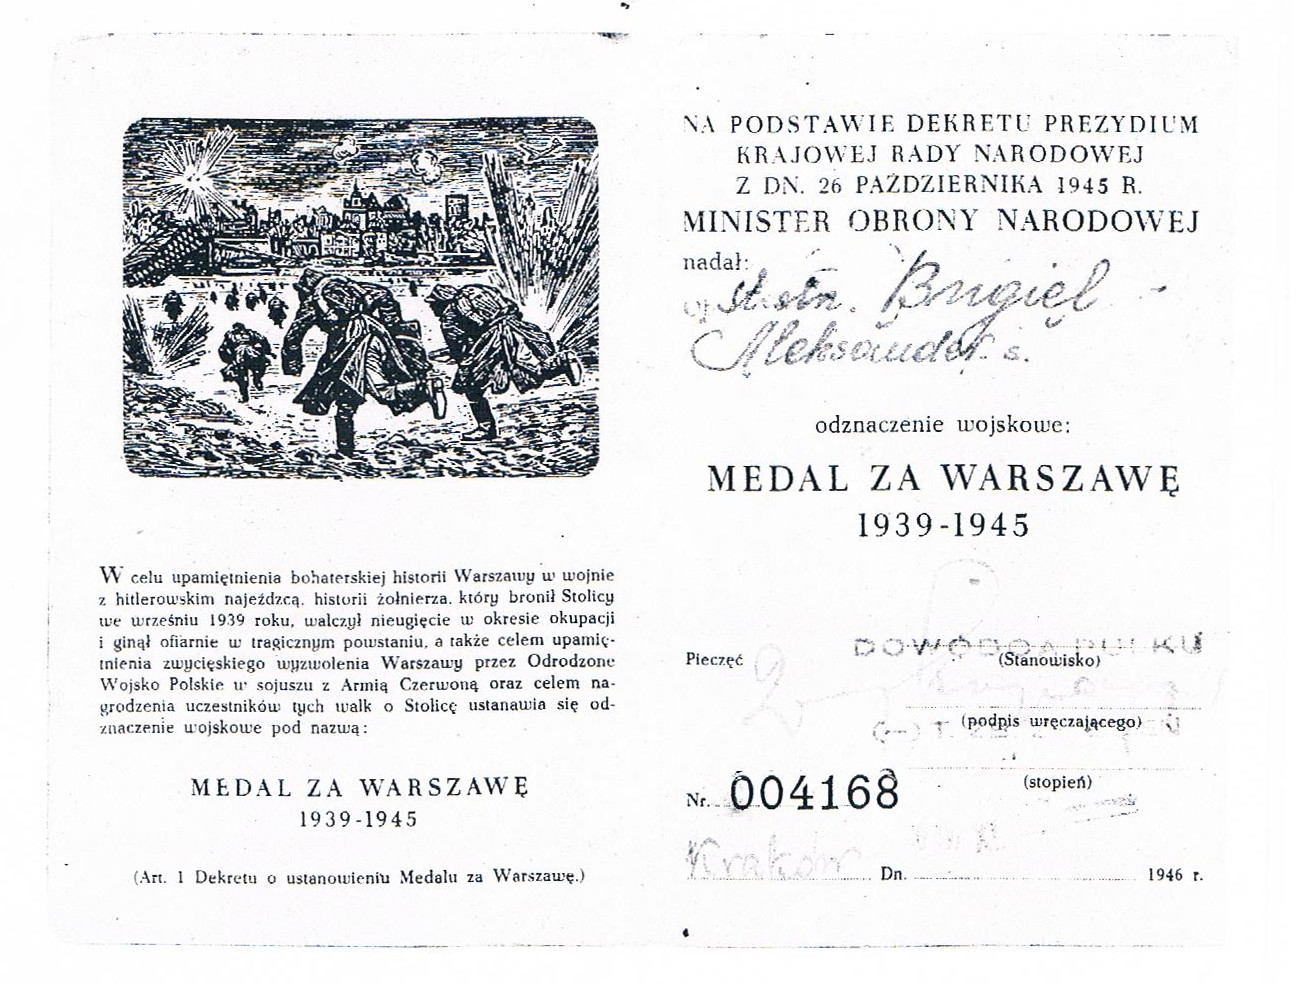 W celu upamiętnienia bohaterskiej historii Warszawy w wojnie
z hitlerowskim najeźdzcą, historii żołnierza, który bronił Stolicy
we wrześniu 1939 roku, walczył nieugięcie w okresie okupacji
i ginął ofiarnie w tragicznym powstaniu, a także celem upamię-
tnienia zwycięskiego wyzwolenia Warszawy przez Odrodzone
Wojsko Polskie w sojuszu z Armią Czerwoną oraz celem na-
grodzenia uczestników tych walk o Stolicę ustanawia się od-
znaczenie wojskowe pod nazwą:
MEDAL ZA WARSZAWĘ
1939-1945
(Art. 1 Dekretu o ustanowieniu Medalu za Warszawę.)
NA PODSTAWIE DEKRETU PREZYDIUM
KRAJOWEJ RADY NARODOWEJ
Z DN. 26 PAŹDZIERNIKA 1945 R.
MINISTER OBRONY NARODOWEJ
nadał:
Brygiel
Aleksander s.
odznaczenie wojskowe:
MEDAL ZA WARSZAWĘ
1939-1945
DOWÓDCA PUŁKU
Pieczęć (Stanowisko)
(podpis wręczającego)
(stopień)
Nr. 004168
Kraków Dn. 1946 r.